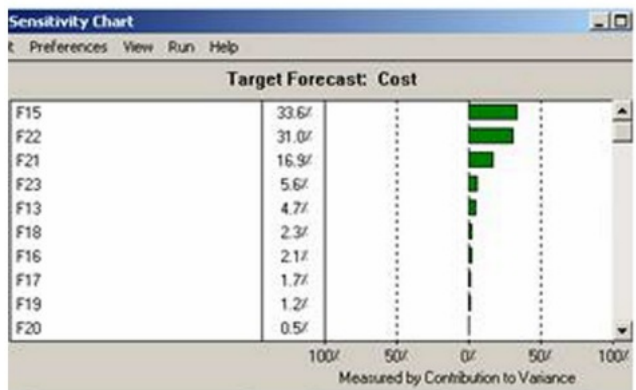 Sensitivity Chart
t Preferences View Run Help
Target Forecast: Cost
F15 33.6%
F22 31.0%
F21 16.9%
F23 5.6%
F13 4.7%
F18 2.3%
F16 2.1%
F17 1.7%
F19 1.2%
F20 0.5%
100% 50% 0% 50% 100%
Measured by Contribution to Variance